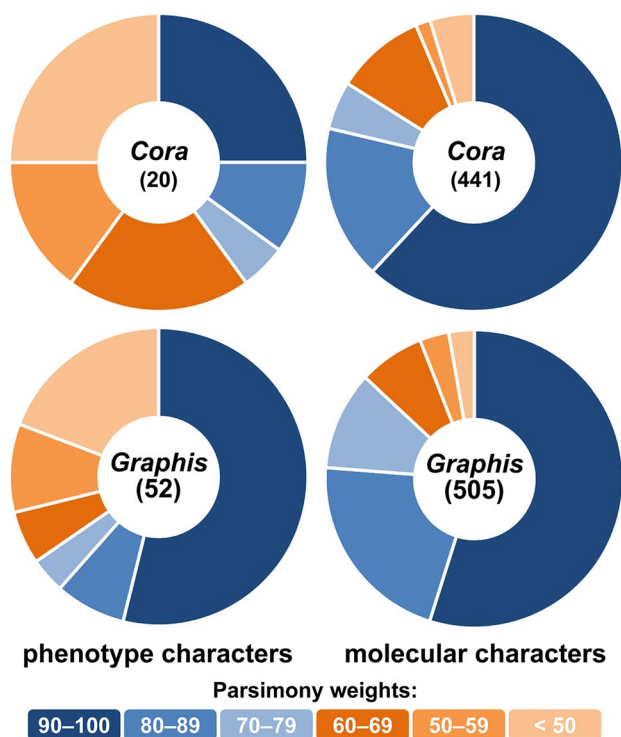 Cora
(20)
Cora
(441)
Graphis
(52)
Graphis
(505)
phenotype characters
molecular characters
Parsimony weights:
90–100 80–89 70–79 60–69 50–59 < 50